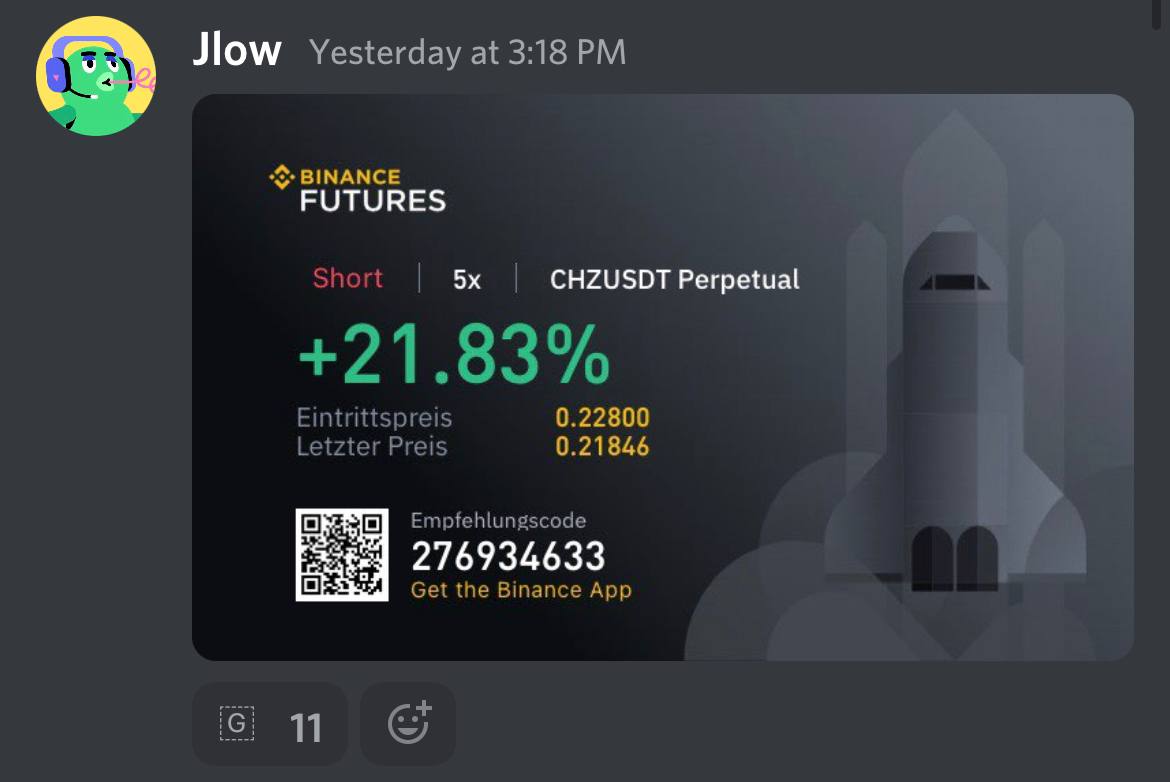 Jlow Yesterday at 3:18 PM
BINANCE
FUTURES
Short | 5x | CHZUSDT Perpetual
+21.83%
Eintrittspreis 0.22800
Letzter Preis 0.21846
Empfehlungscode
276934633
Get the Binance App
G 11